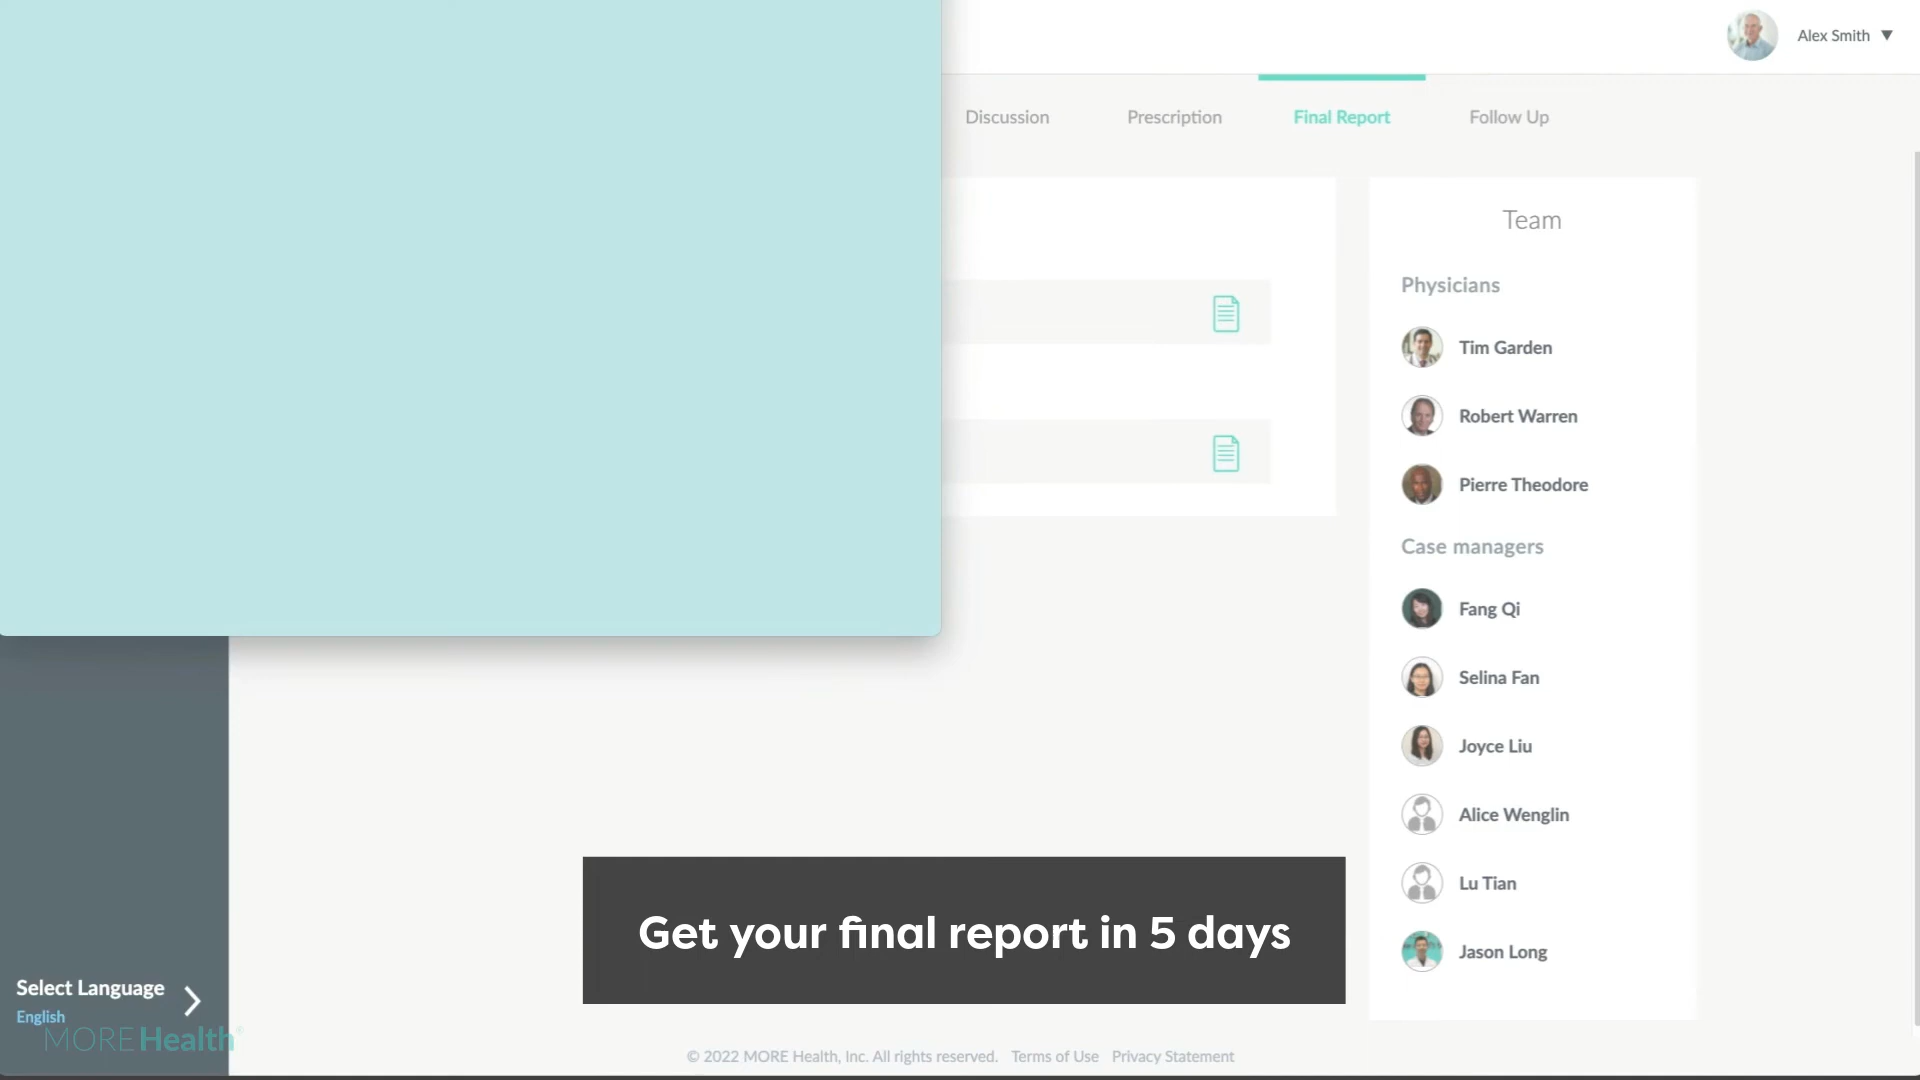 Alex Smith
Discussion
Prescription
Final Report
Follow Up
Team
Physicians
Tim Garden
Robert Warren
Pierre Theodore
Case managers
Fang Qi
Selina Fan
Joyce Liu
Alice Wenglin
Lu Tian
Jason Long
Get your final report in 5 days
Select Language
English
MORE Health
© 2022 MORE Health, Inc. All rights reserved. Terms of Use Privacy Statement